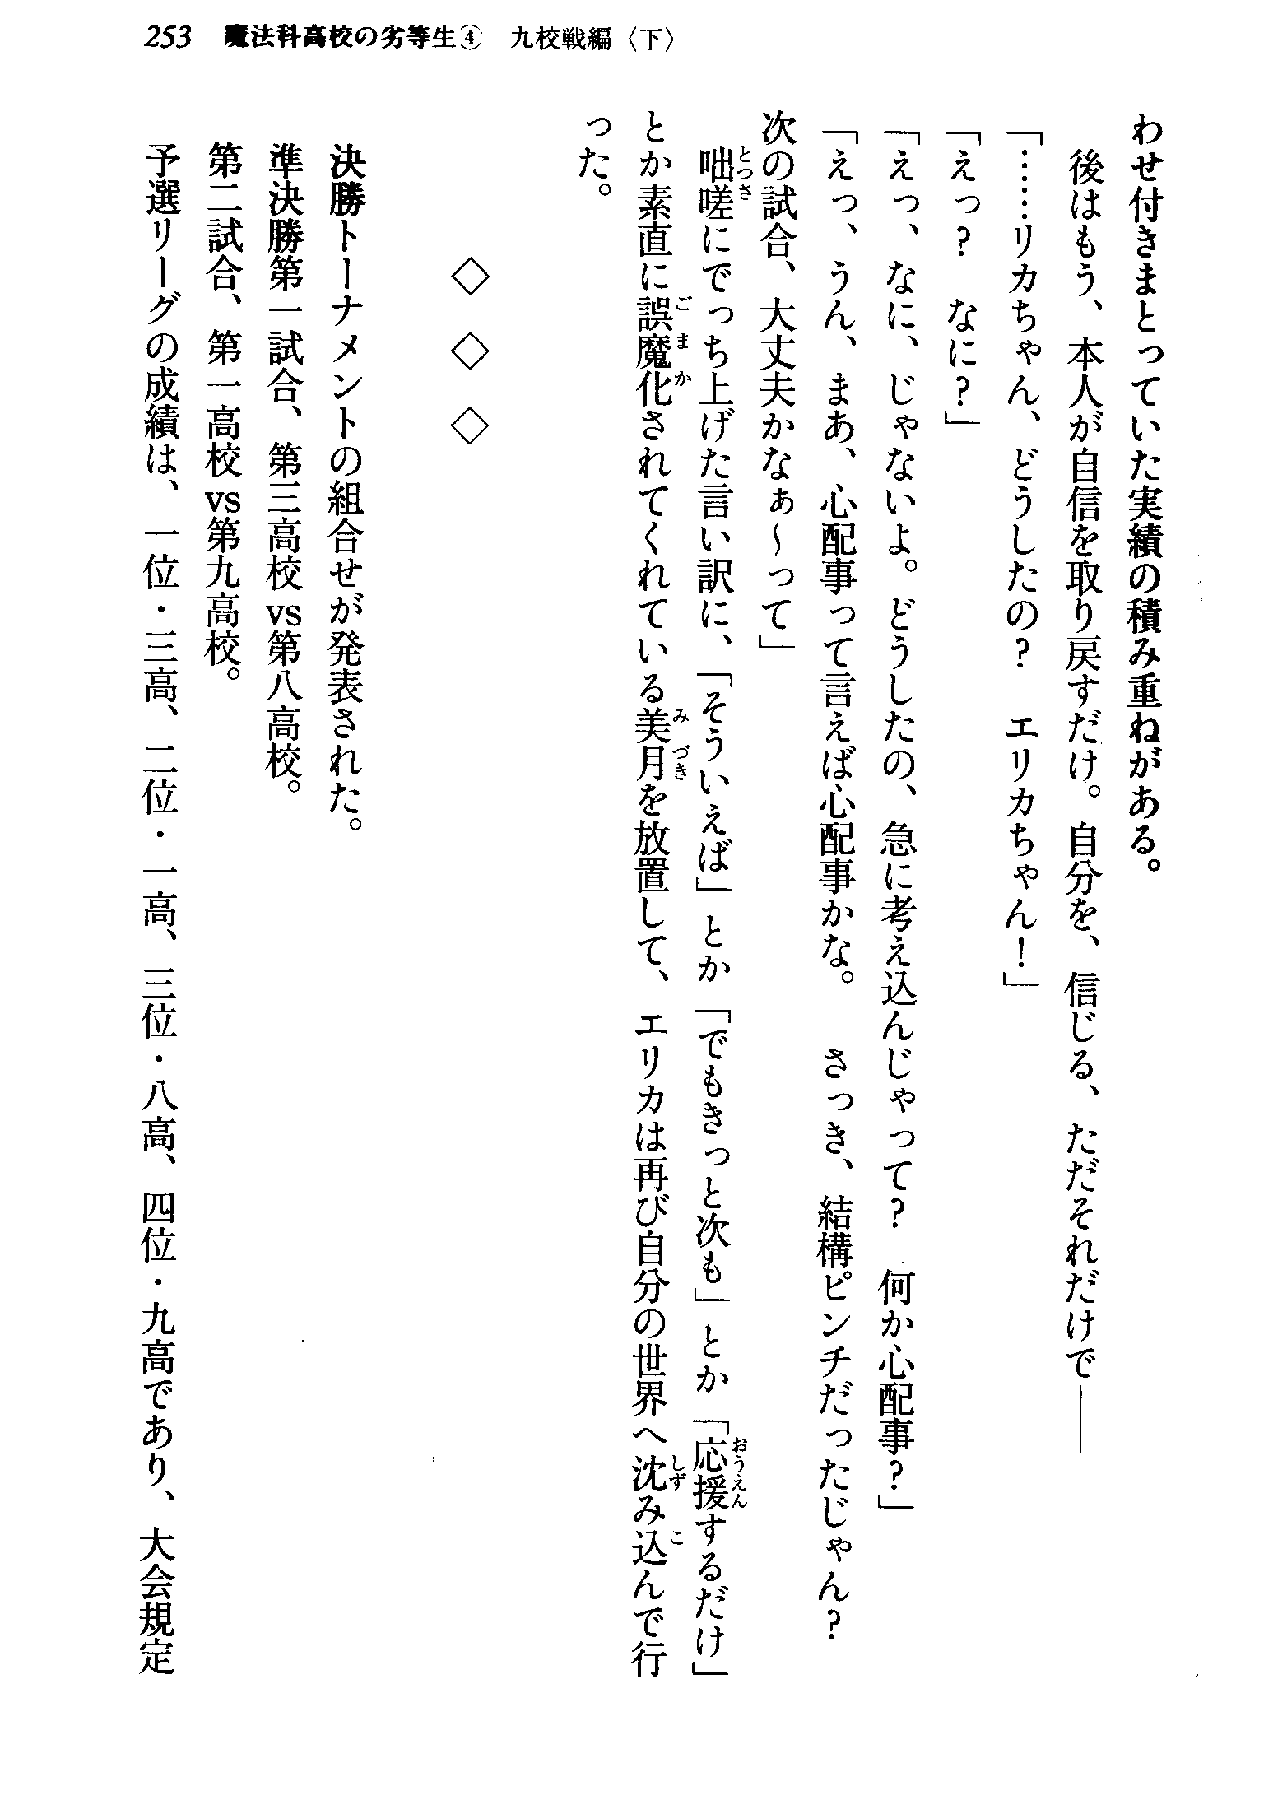 253 魔法科高校の劣等生④ 九校戦編〈下〉
わせ付きまとっていた実績の積み重ねがある。
後はもう、本人が自信を取り戻すだけ。自分を、信じる、ただそれだけで――
「……リカちゃん、どうしたの？ エリカちゃん！」
「えっ？ なに？」
「えっ、なに、じゃないよ。どうしたの、急に考え込んじゃって？ 何か心配事？」
「えっ、うん、まあ、心配事って言えば心配事かな。 さっき、結構ピンチだったじゃん？
次の試合、大丈夫かなぁ～って」
咄嗟にでっち上げた言い訳に、「そういえば」とか「でもきっと次も」とか「応援するだけ」
とか素直に誤魔化されてくれている美月を放置して、エリカは再び自分の世界へ沈み込んで行
った。
◇ ◇ ◇
決勝トーナメントの組合せが発表された。
準決勝第一試合、第三高校vs第八高校。
第二試合、第一高校vs第九高校。
予選リーグの成績は、一位・三高、二位・一高、三位・八高、四位・九高であり、大会規定